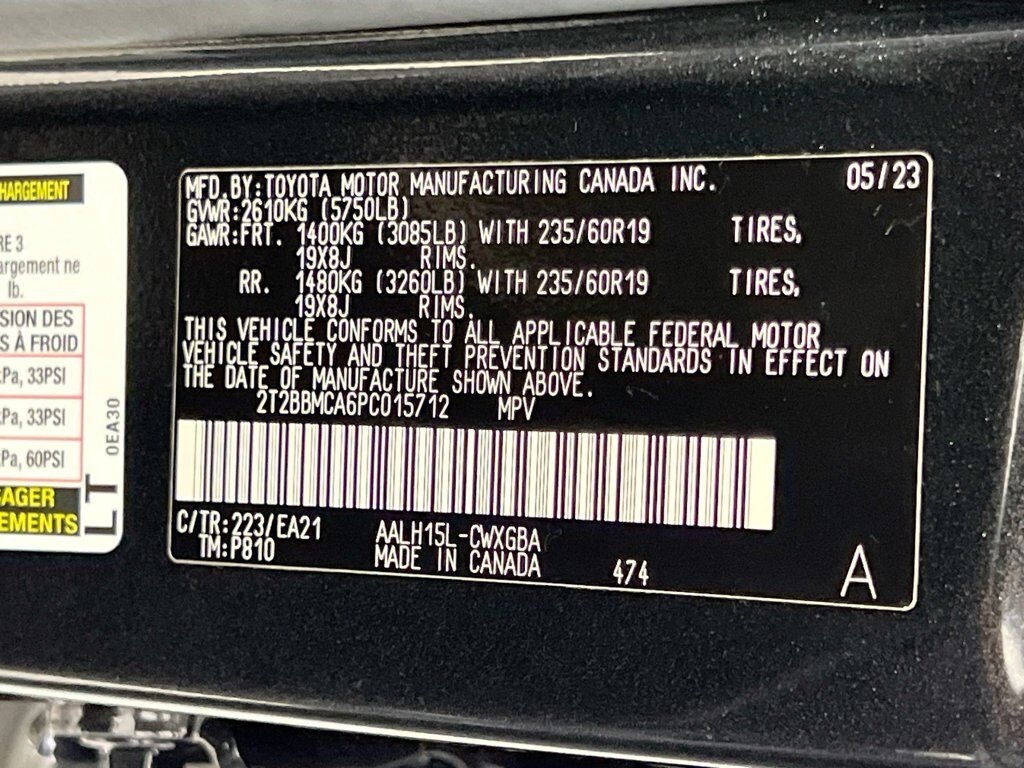 HARGEMENT
RE 3
argement ne
lb.
SION DES
S À FROID
Pa, 33PSI
Pa, 33PSI
Pa, 60PSI
AGER
EMENTS
0EA30
LT
MFD.BY:TOYOTA MOTOR MANUFACTURING CANADA INC. 05/23
GVWR:2610KG (5750LB)
GAWR:FRT. 1400KG (3085LB) WITH 235/60R19 TIRES,
19X8J RIMS.
RR. 1480KG (3260LB) WITH 235/60R19 TIRES,
19X8J RIMS.
THIS VEHICLE CONFORMS TO ALL APPLICABLE FEDERAL MOTOR
VEHICLE SAFETY AND THEFT PREVENTION STANDARDS IN EFFECT ON
THE DATE OF MANUFACTURE SHOWN ABOVE.
2T2BBMCA6PC015712 MPV
C/TR:223/EA21 AALH15L-CWXGBA
TM:P810 MADE IN CANADA 474 A